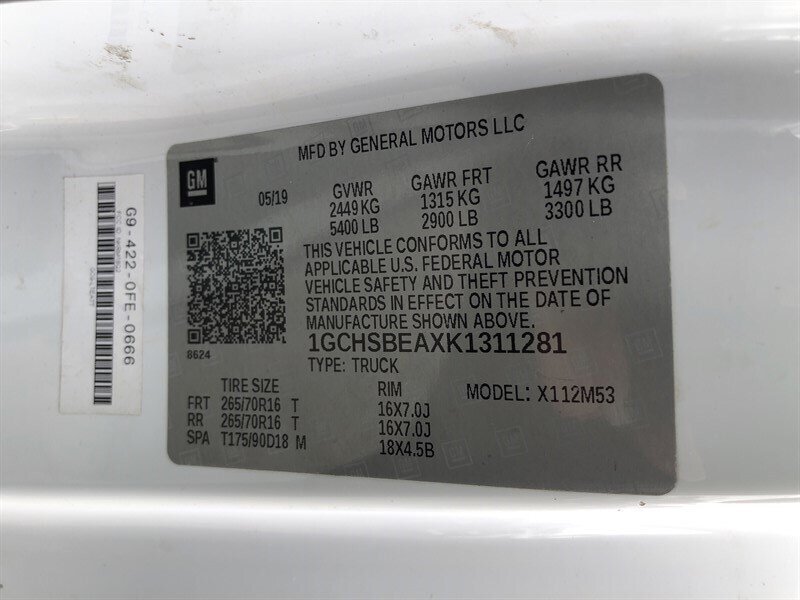 MFD BY GENERAL MOTORS LLC
GM
05/19
GVWR
2449 KG
5400 LB
GAWR FRT
1315 KG
2900 LB
GAWR RR
1497 KG
3300 LB
THIS VEHICLE CONFORMS TO ALL
APPLICABLE U.S. FEDERAL MOTOR
VEHICLE SAFETY AND THEFT PREVENTION
STANDARDS IN EFFECT ON THE DATE OF
MANUFACTURE SHOWN ABOVE.
8624
1GCHSBEAXK1311281
TYPE: TRUCK
MODEL: X112M53
TIRE SIZE RIM
FRT 265/70R16 T 16X7.0J
RR 265/70R16 T 16X7.0J
SPA T175/90D18 M 18X4.5B
G9-422-0FE-0666